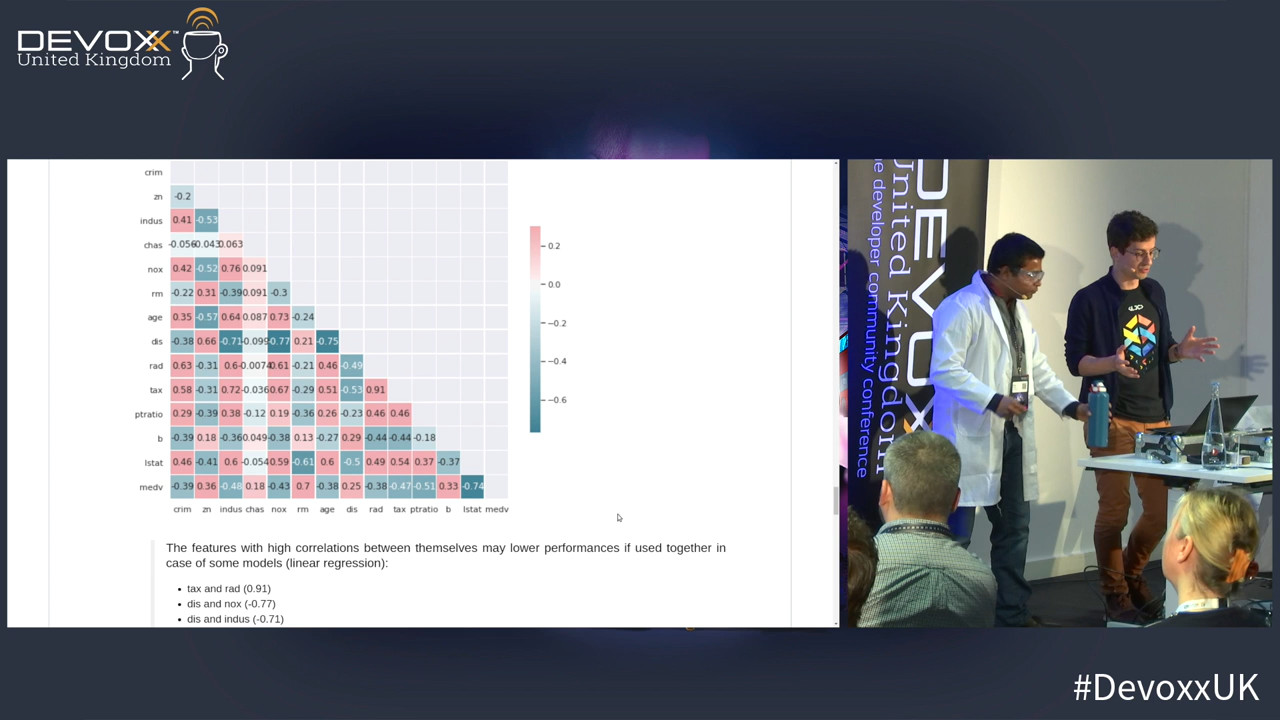 DEVOXX™
United Kingdom
crim
zn -0.2
indus 0.41 -0.53
chas -0.056 -0.043 0.063
nox 0.42 -0.52 0.76 0.091
rm -0.22 0.31 -0.39 0.091 -0.3
age 0.35 -0.57 0.64 0.087 0.73 -0.24
dis -0.38 0.66 -0.71 -0.099 -0.77 0.21 -0.75
rad 0.63 -0.31 0.6 -0.0074 0.61 -0.21 0.46 -0.49
tax 0.58 -0.31 0.72 -0.036 0.67 -0.29 0.51 -0.53 0.91
ptratio 0.29 -0.39 0.38 -0.12 0.19 -0.36 0.26 -0.23 0.46 0.46
b -0.39 0.18 -0.36 0.049 -0.38 0.13 -0.27 0.29 -0.44 -0.44 -0.18
lstat 0.46 -0.41 0.6 -0.054 0.59 -0.61 0.6 -0.5 0.49 0.54 0.37 -0.37
medv -0.39 0.36 -0.48 0.18 -0.43 0.7 -0.38 0.25 -0.38 -0.47 -0.51 0.33 -0.74
crim zn indus chas nox rm age dis rad tax ptratio b lstat medv
0.2
0.0
−0.2
−0.4
−0.6
The features with high correlations between themselves may lower performances if used together in
case of some models (linear regression):
• tax and rad (0.91)
• dis and nox (-0.77)
• dis and indus (-0.71)
DEVOXX
United Kingdom
e developer community conference
#DevoxxUK